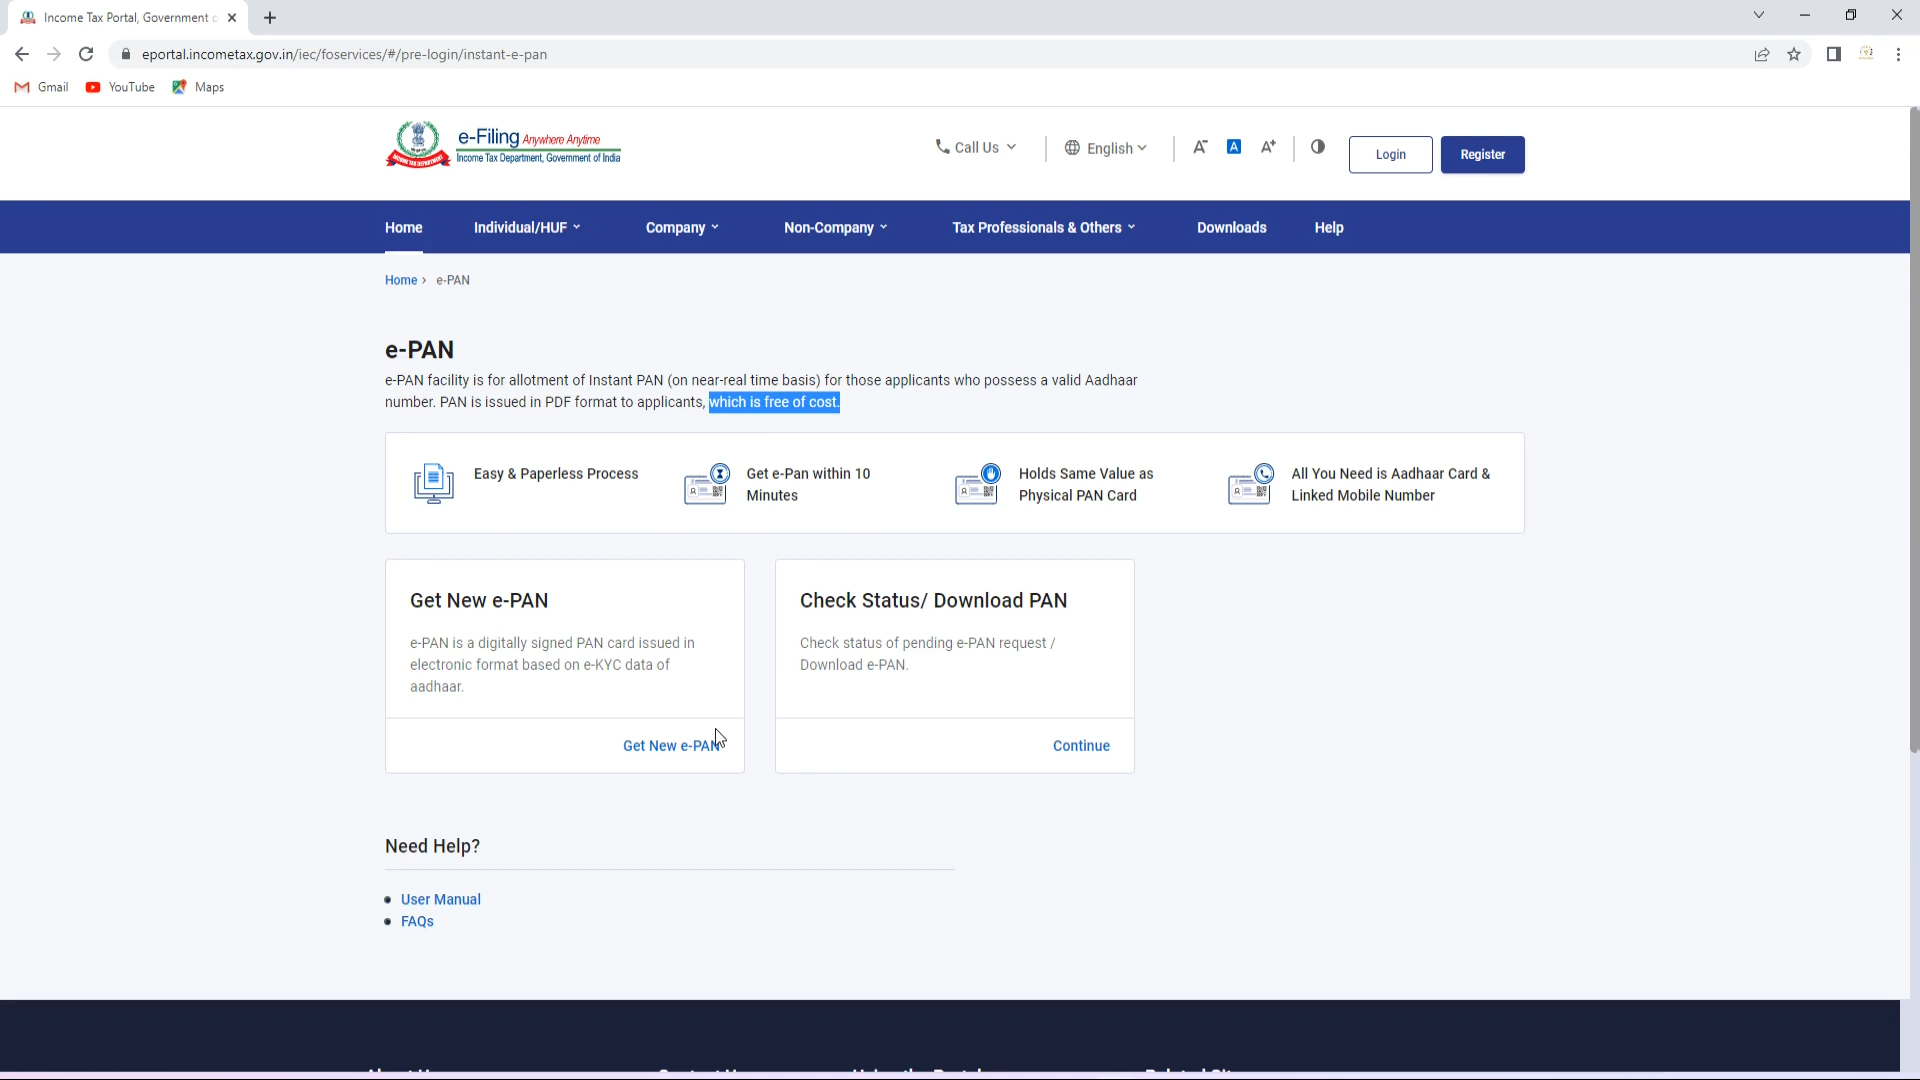 Income Tax Portal, Government
eportal.incometax.gov.in/iec/foservices/#/pre-login/instant-e-pan
Gmail YouTube Maps
e-Filing Anywhere Anytime
Income Tax Department, Government of India
INCOME TAX DEPARTMENT
Call Us English A- A A+ Login Register
Home Individual/HUF Company Non-Company Tax Professionals & Others Downloads Help
Home > e-PAN
e-PAN
e-PAN facility is for allotment of Instant PAN (on near-real time basis) for those applicants who possess a valid Aadhaar
number. PAN is issued in PDF format to applicants, which is free of cost.
Easy & Paperless Process
Get e-Pan within 10
Minutes
Holds Same Value as
Physical PAN Card
All You Need is Aadhaar Card &
Linked Mobile Number
Get New e-PAN
e-PAN is a digitally signed PAN card issued in
electronic format based on e-KYC data of
aadhaar.
Get New e-PAN
Check Status/ Download PAN
Check status of pending e-PAN request /
Download e-PAN.
Continue
Need Help?
User Manual
FAQs